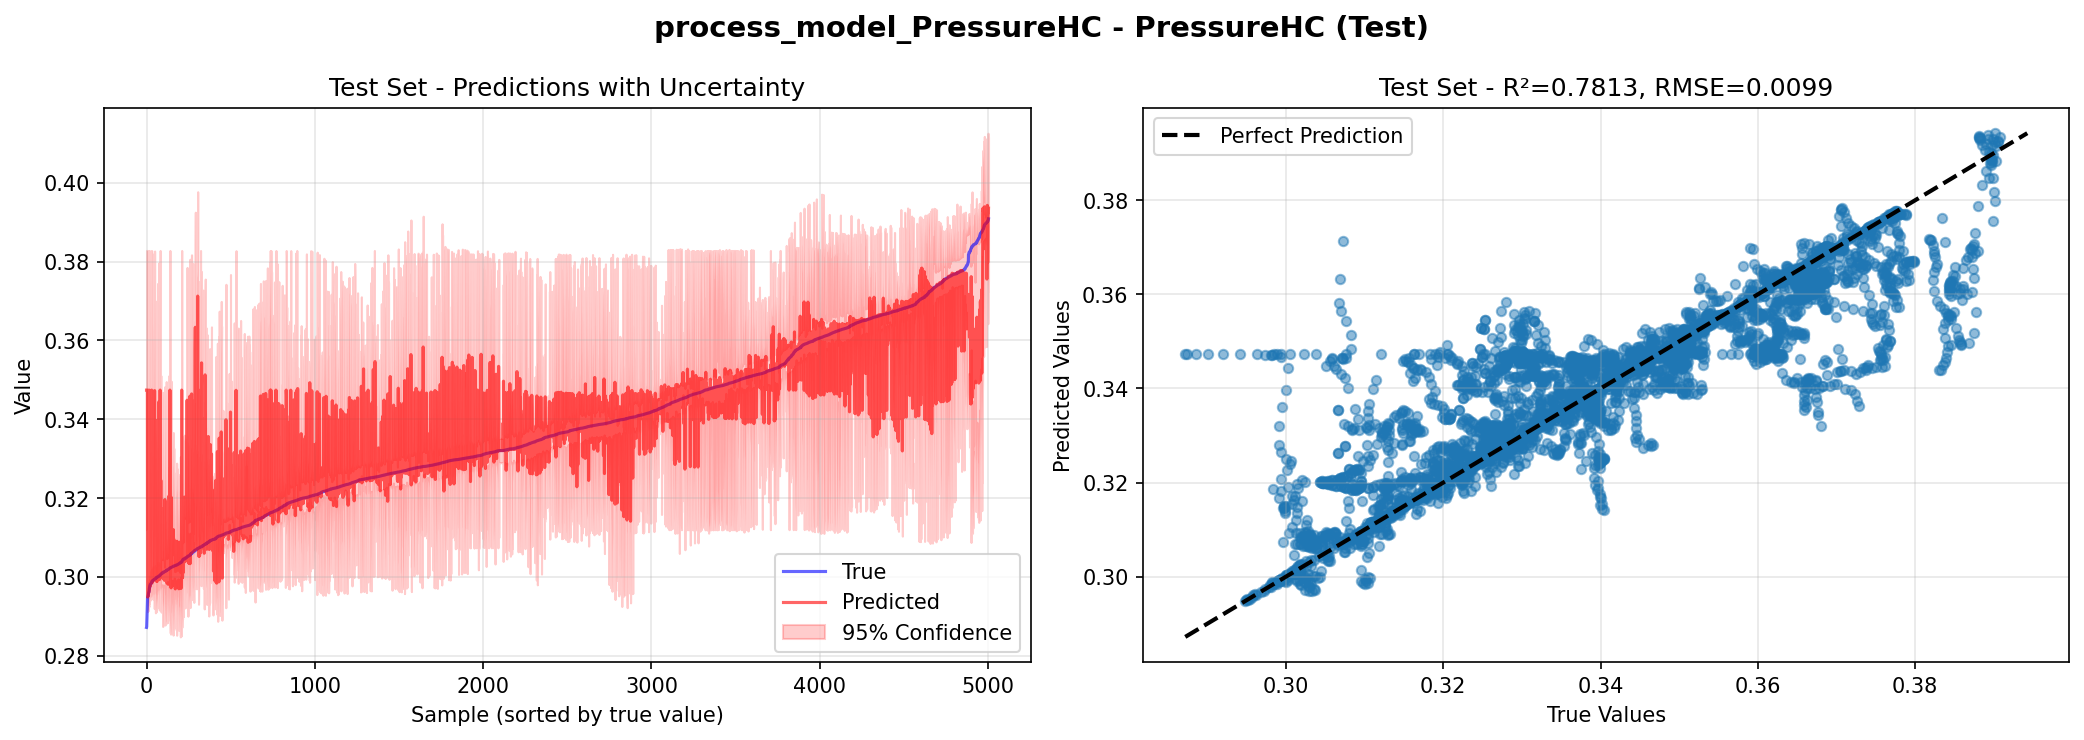 process_model_PressureHC - PressureHC (Test)
Test Set - Predictions with Uncertainty
Value
0.40
0.38
0.36
0.34
0.32
0.30
0.28
True
Predicted
95% Confidence
0 1000 2000 3000 4000 5000
Sample (sorted by true value)
Test Set - R²=0.7813, RMSE=0.0099
Perfect Prediction
Predicted Values
0.38
0.36
0.34
0.32
0.30
0.30 0.32 0.34 0.36 0.38
True Values